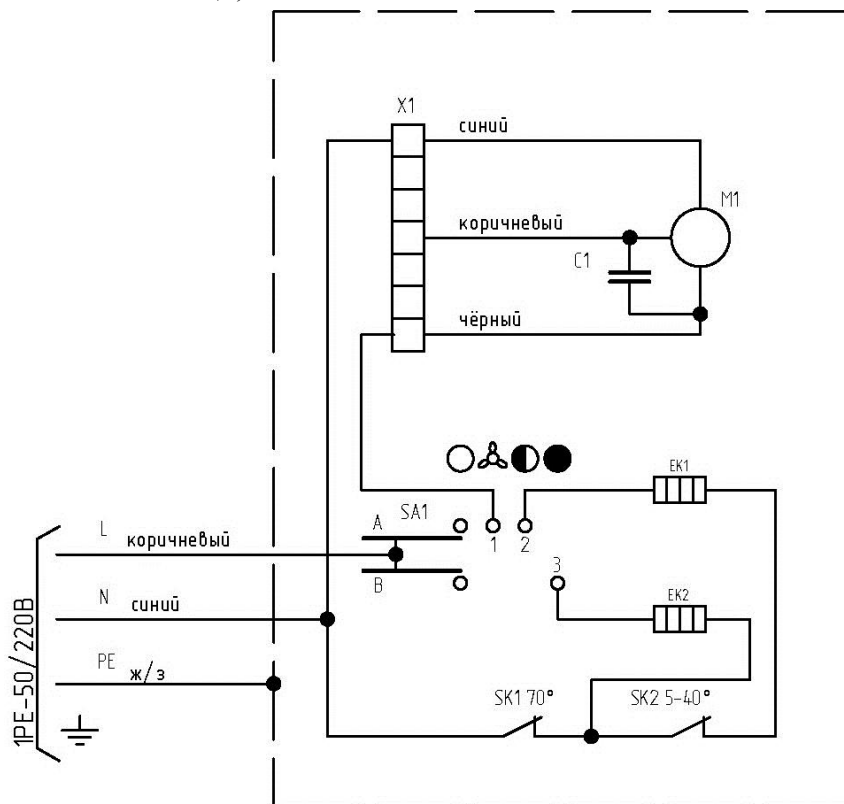 X1
синий
M1
коричневый
C1
чёрный
EK1
SA1
A
1
2
L
коричневый
3
B
EK2
N
синий
PE
ж/з
SK1 70°
SK2 5-40°
1PE-50/220В